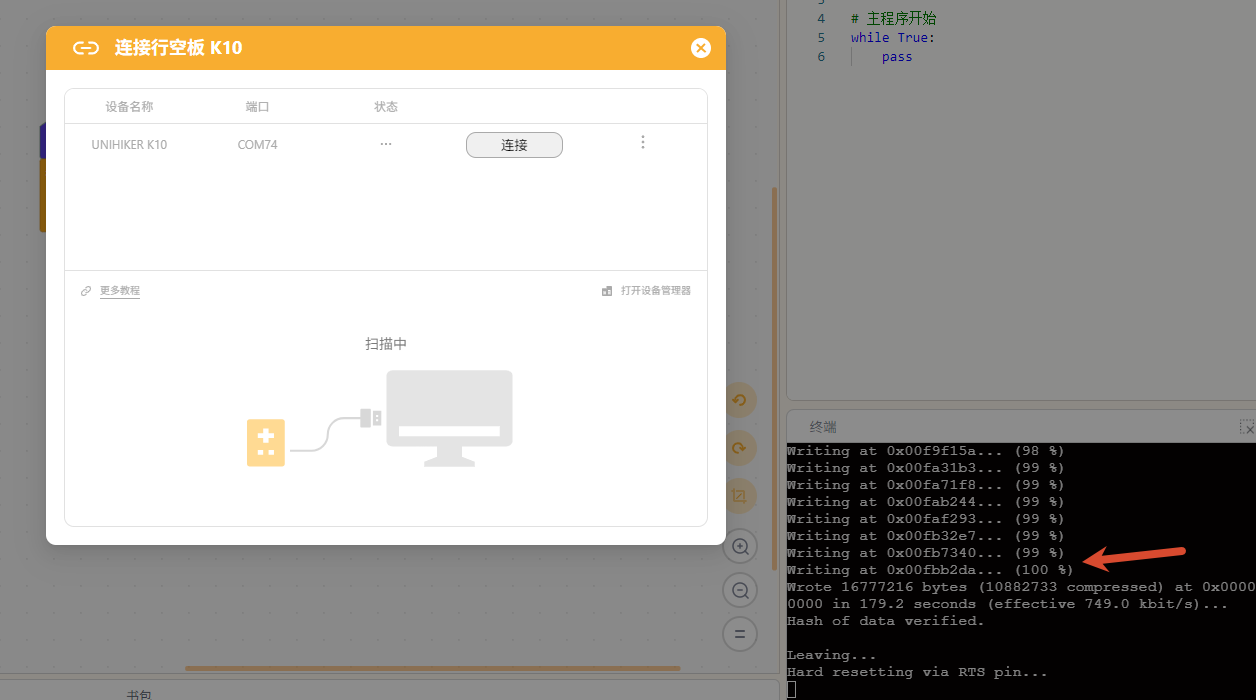 连接行空板 K10
设备名称 端口 状态
UNIHIKER K10 COM74 ... 连接
更多教程 打开设备管理器
扫描中
4 # 主程序开始
5 while True:
6 pass
终端
Writing at 0x00f9f15a... (98 %)
Writing at 0x00fa31b3... (99 %)
Writing at 0x00fa71f8... (99 %)
Writing at 0x00fab244... (99 %)
Writing at 0x00faf293... (99 %)
Writing at 0x00fb32e7... (99 %)
Writing at 0x00fb7340... (99 %)
Writing at 0x00fbb2da... (100 %)
Wrote 16777216 bytes (10882733 compressed) at 0x0000
0000 in 179.2 seconds (effective 749.0 kbit/s)...
Hash of data verified.
Leaving...
Hard resetting via RTS pin...
书包